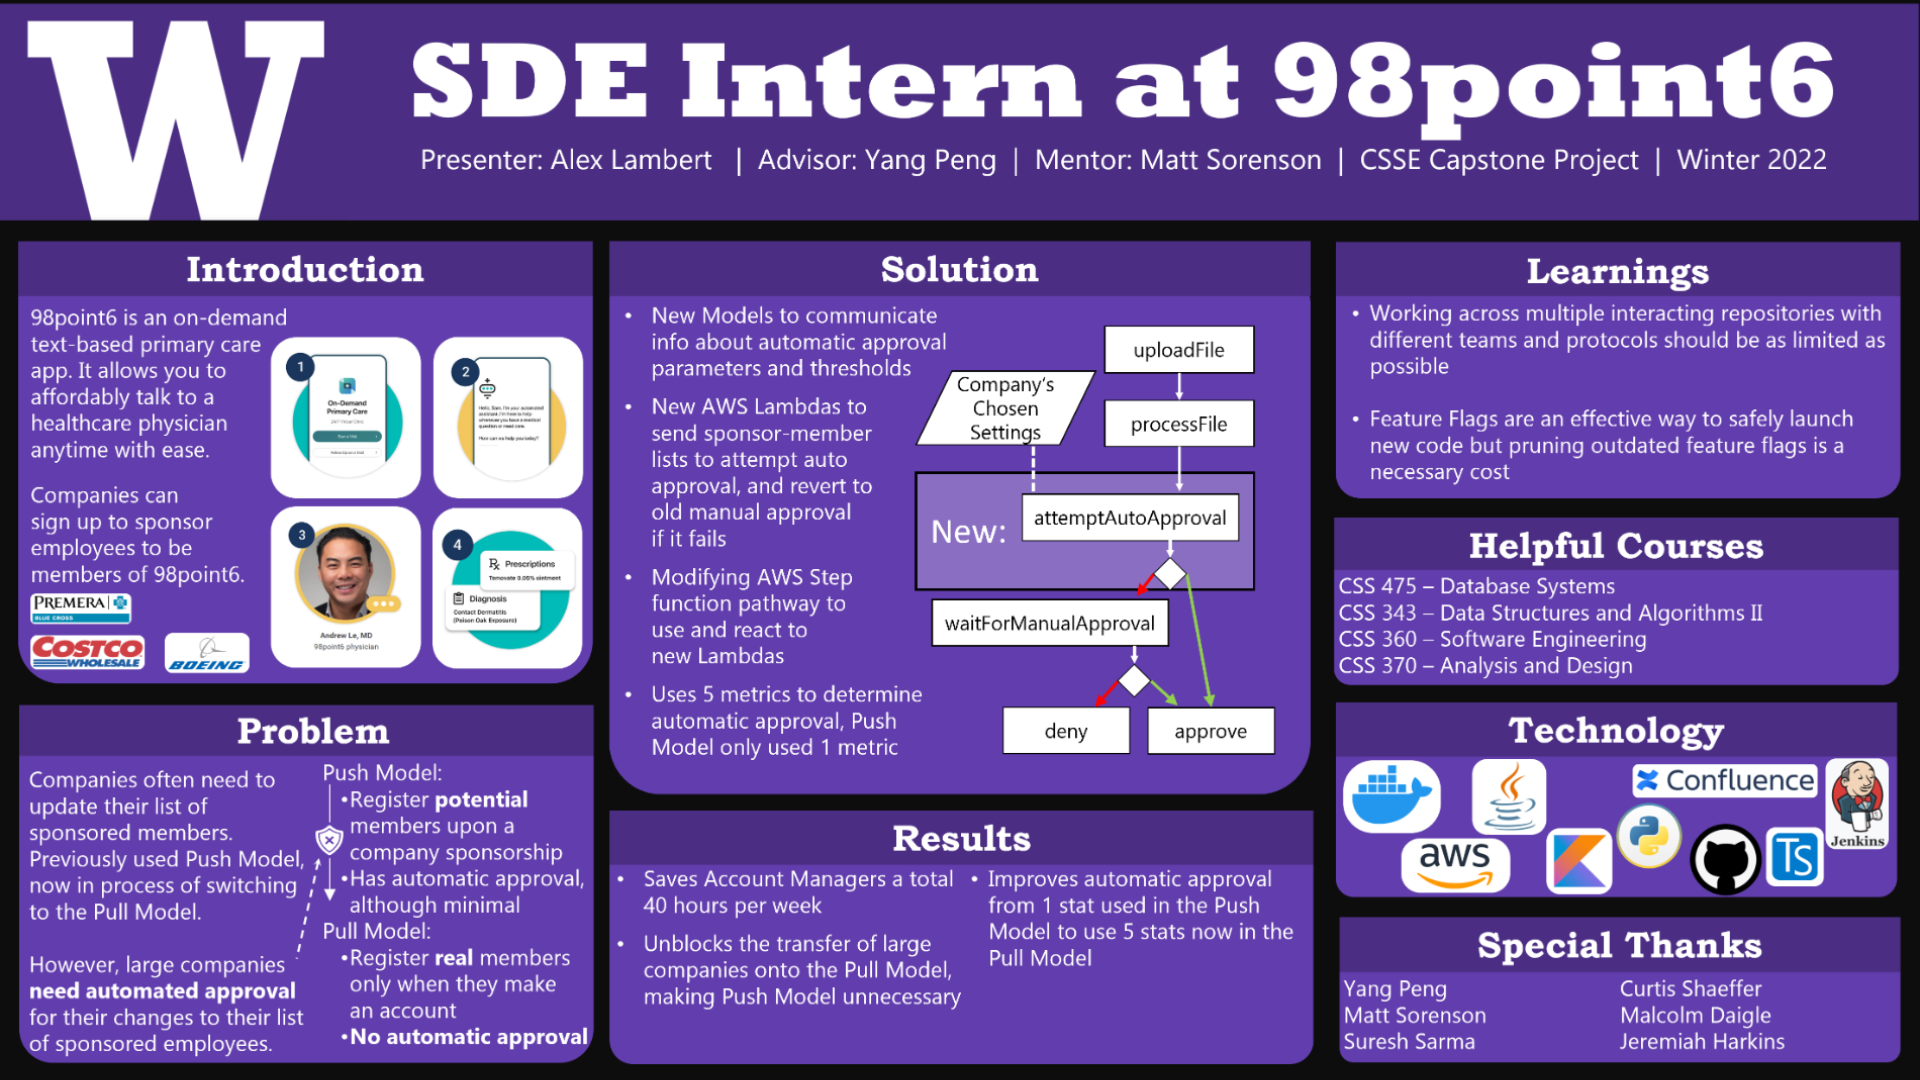 W
SDE Intern at 98point6
Presenter: Alex Lambert | Advisor: Yang Peng | Mentor: Matt Sorenson | CSSE Capstone Project | Winter 2022
Introduction
98point6 is an on-demand
text-based primary care
app. It allows you to
affordably talk to a
healthcare physician
anytime with ease.
Companies can
sign up to sponsor
employees to be
members of 98point6.
PREMERA
BLUE CROSS
COSTCO
WHOLESALE
BOEING
1
On-Demand
Primary Care
2
How can we help you today?
3
Andrew Le, MD
98point6 physician
4
Prescriptions
Temovate 0.05% ointment
Diagnosis
Contact Dermatitis
(Poison Oak Exposure)
Problem
Companies often need to
update their list of
sponsored members.
Previously used Push Model,
now in process of switching
to the Pull Model.
However, large companies
need automated approval
for their changes to their list
of sponsored employees.
Push Model:
•Register potential
members upon a
company sponsorship
•Has automatic approval,
although minimal
Pull Model:
•Register real members
only when they make
an account
•No automatic approval
Solution
• New Models to communicate
info about automatic approval
parameters and thresholds
• New AWS Lambdas to
send sponsor-member
lists to attempt auto
approval, and revert to
old manual approval
if it fails
• Modifying AWS Step
function pathway to
use and react to
new Lambdas
• Uses 5 metrics to determine
automatic approval, Push
Model only used 1 metric
uploadFile
Company's
Chosen
Settings
processFile
New:
attemptAutoApproval
waitForManualApproval
deny
approve
Results
• Saves Account Managers a total
40 hours per week
• Unblocks the transfer of large
companies onto the Pull Model,
making Push Model unnecessary
• Improves automatic approval
from 1 stat used in the Push
Model to use 5 stats now in the
Pull Model
Learnings
• Working across multiple interacting repositories with
different teams and protocols should be as limited as
possible
• Feature Flags are an effective way to safely launch
new code but pruning outdated feature flags is a
necessary cost
Helpful Courses
CSS 475 – Database Systems
CSS 343 – Data Structures and Algorithms II
CSS 360 – Software Engineering
CSS 370 – Analysis and Design
Technology
Confluence
Jenkins
aws
TS
Special Thanks
Yang Peng
Matt Sorenson
Suresh Sarma
Curtis Shaeffer
Malcolm Daigle
Jeremiah Harkins